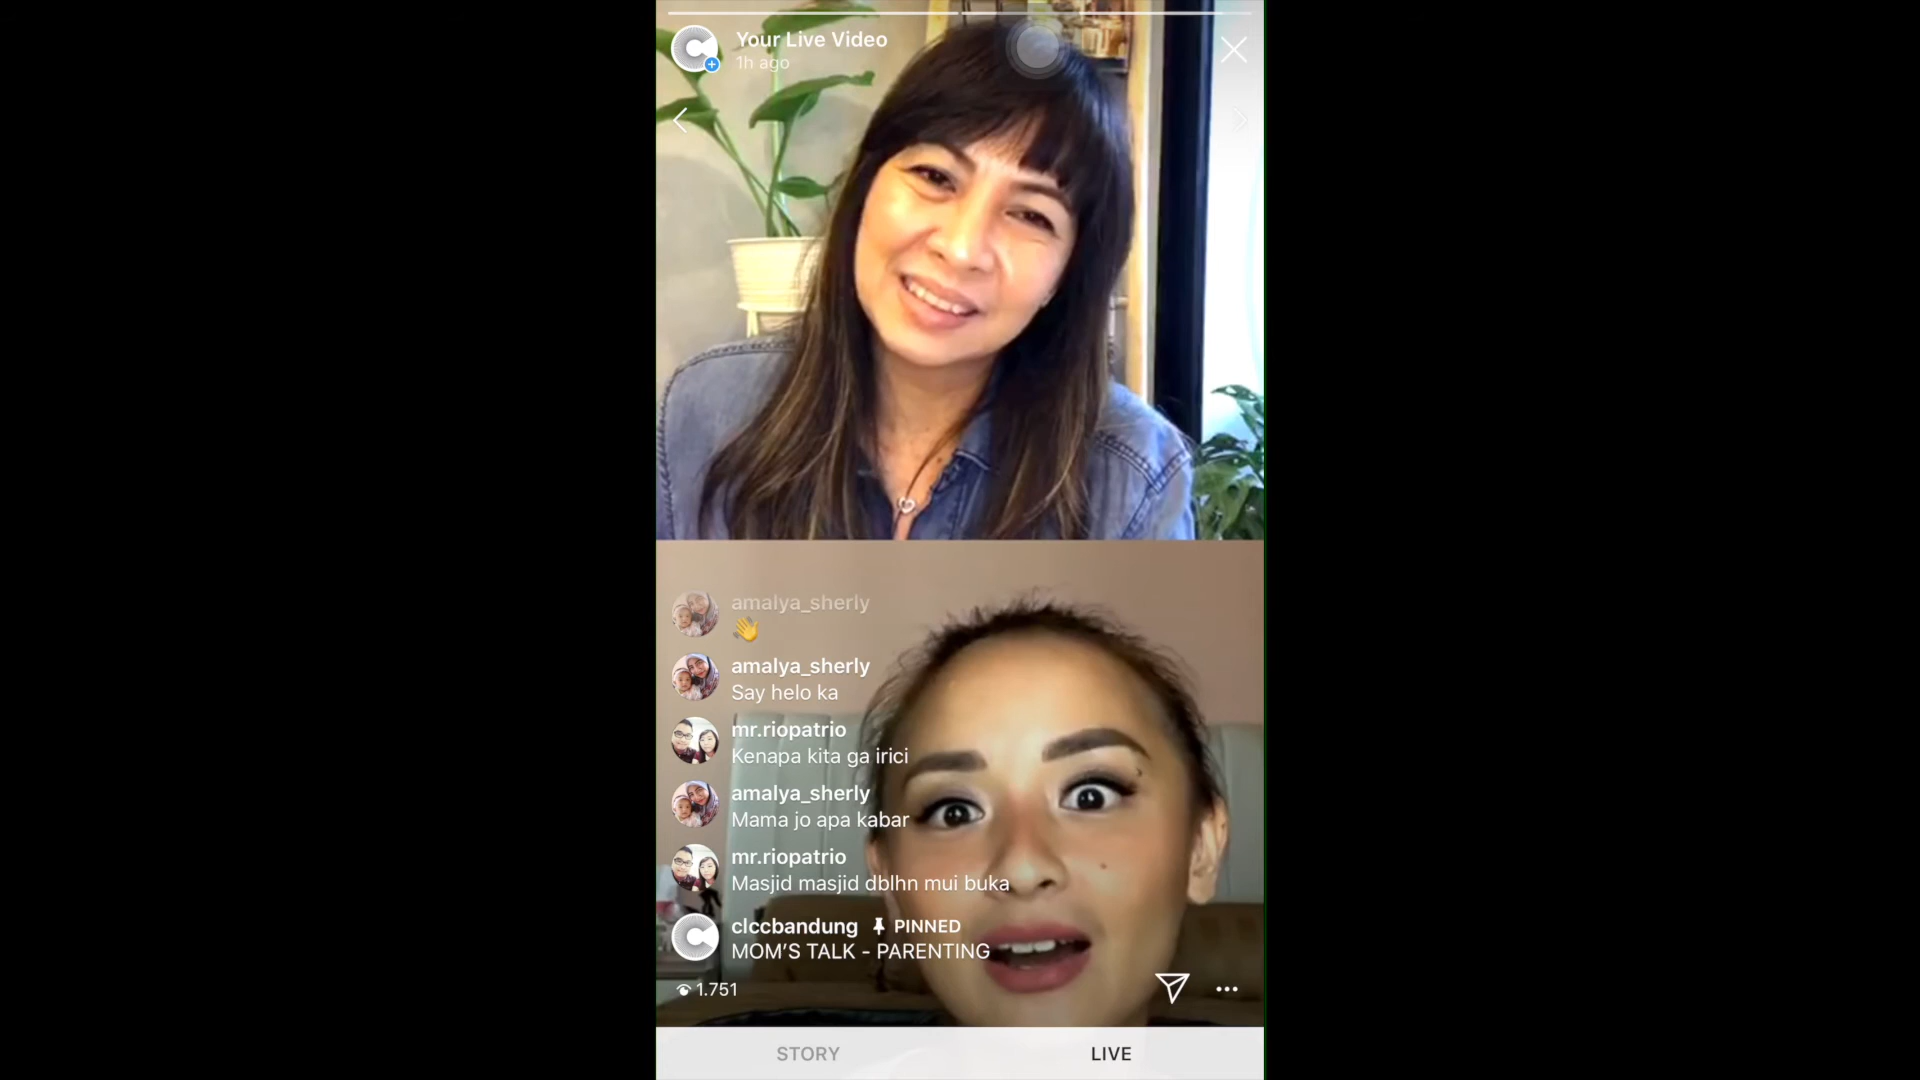 Your Live Video
1h ago
amalya_sherly
👋
amalya_sherly
Say helo ka
mr.riopatrio
Kenapa kita ga irici
amalya_sherly
Mama jo apa kabar
mr.riopatrio
Masjid masjid dblhn mui buka
clccbandung PINNED
MOM’S TALK - PARENTING
1.751
STORY
LIVE